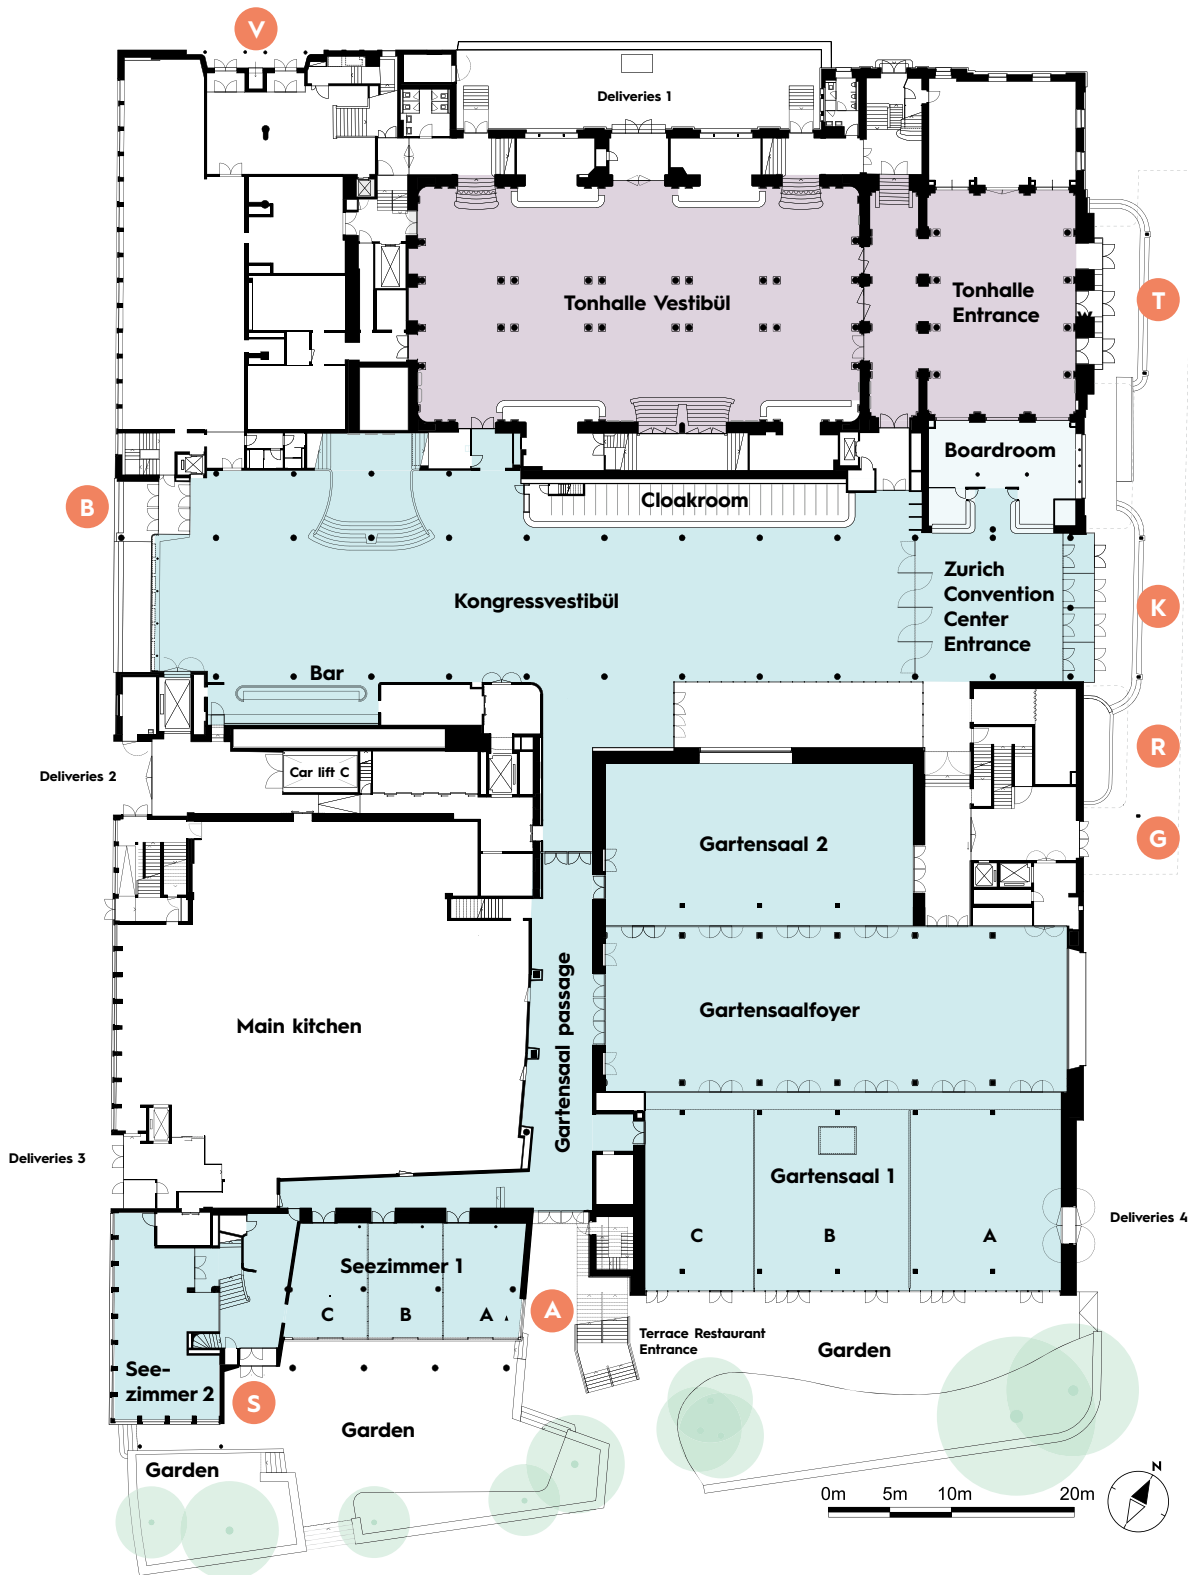 V
Deliveries 1
T
Tonhalle Vestibül
Tonhalle
Entrance
Boardroom
B
Cloakroom
Kongressvestibül
Zurich
Convention
Center
Entrance
K
Bar
R
Deliveries 2
Car lift C
G
Gartensaal 2
Gartensaal passage
Gartensaalfoyer
Main kitchen
Deliveries 3
Gartensaal 1
Deliveries 4
C
B
A
Seezimmer 1
C
B
A
A
Terrace Restaurant
Entrance
Garden
See-
zimmer 2
S
Garden
Garden
N
0m
5m
10m
20m